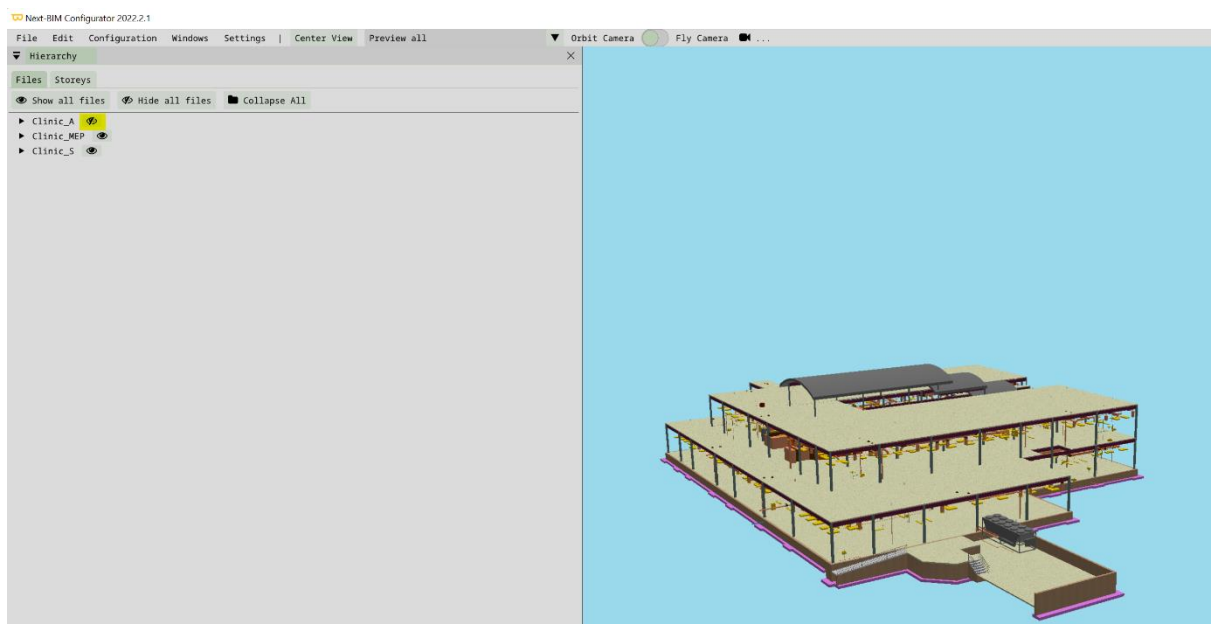 Next-BIM Configurator 2022.2.1
File Edit Configuration Windows Settings | Center View Preview all Orbit Camera Fly Camera ...
Hierarchy
Files Storeys
Show all files Hide all files Collapse All
Clinic_A
Clinic_MEP
Clinic_S